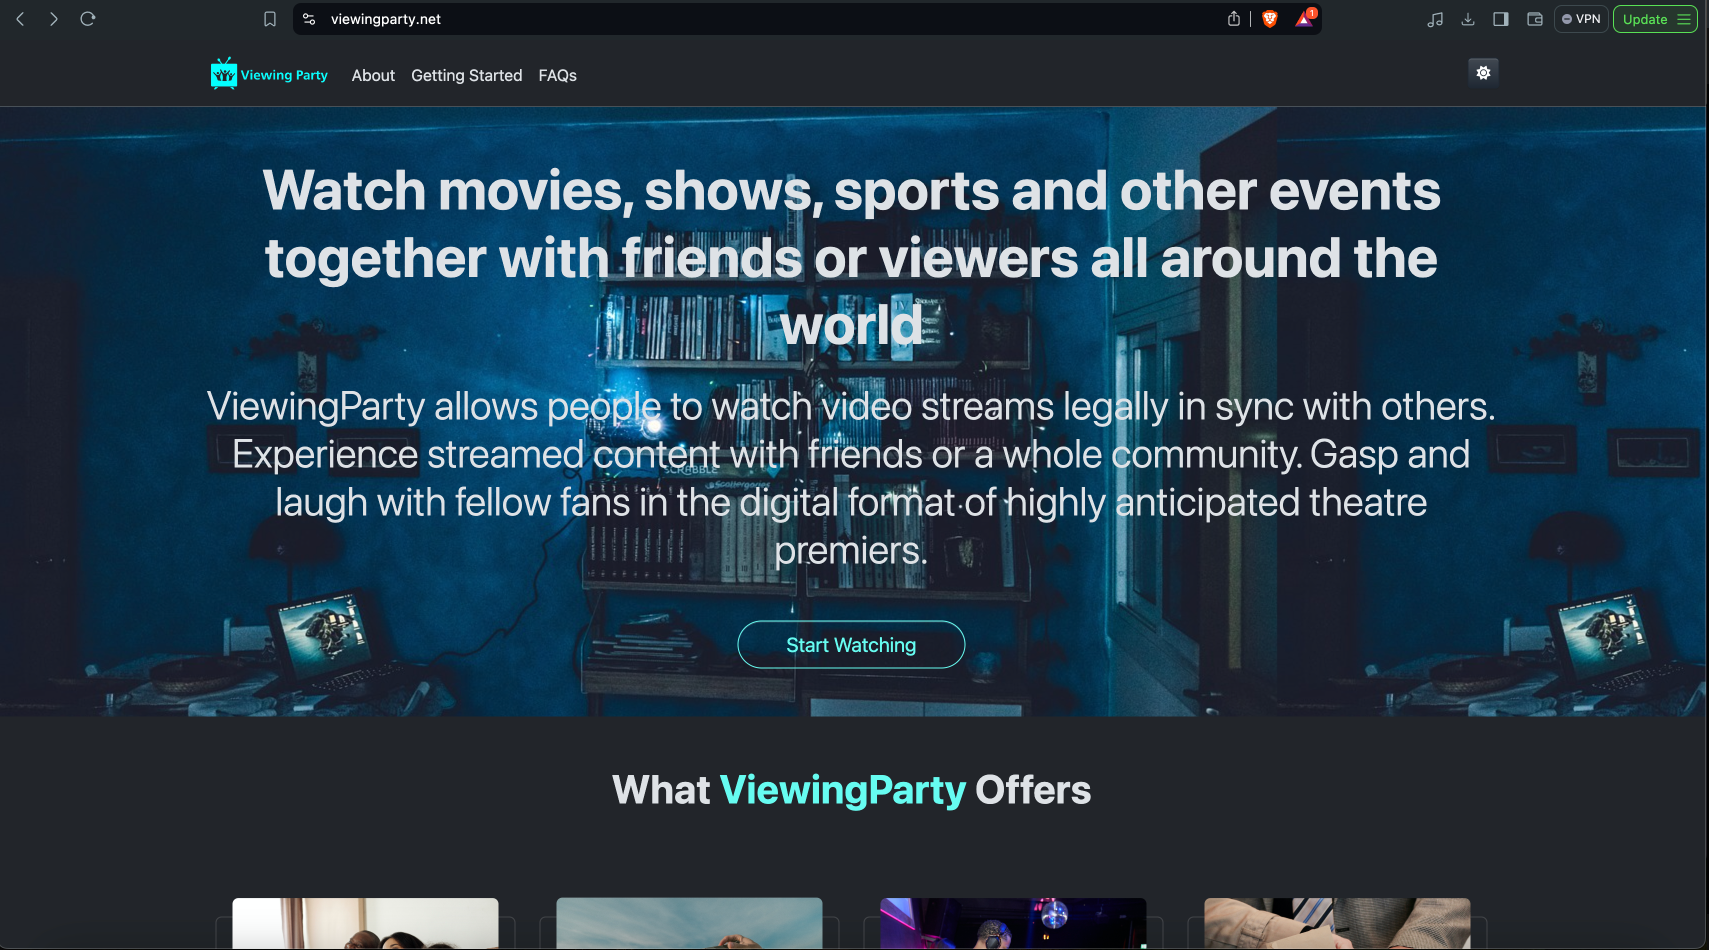 viewingparty.net
1
VPN
Update
Viewing Party
About
Getting Started
FAQs
Watch movies, shows, sports and other events
together with friends or viewers all around the
world
ViewingParty allows people to watch video streams legally in sync with others.
Experience streamed content with friends or a whole community. Gasp and
laugh with fellow fans in the digital format of highly anticipated theatre
premiers.
SCRABBLE
Start Watching
What ViewingParty Offers